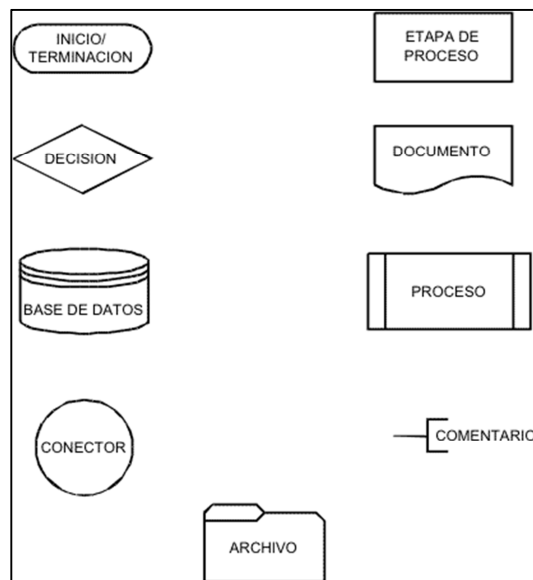 INICIO/
TERMINACION
ETAPA DE
PROCESO
DECISION
DOCUMENTO
BASE DE DATOS
PROCESO
CONECTOR
COMENTARIO
ARCHIVO